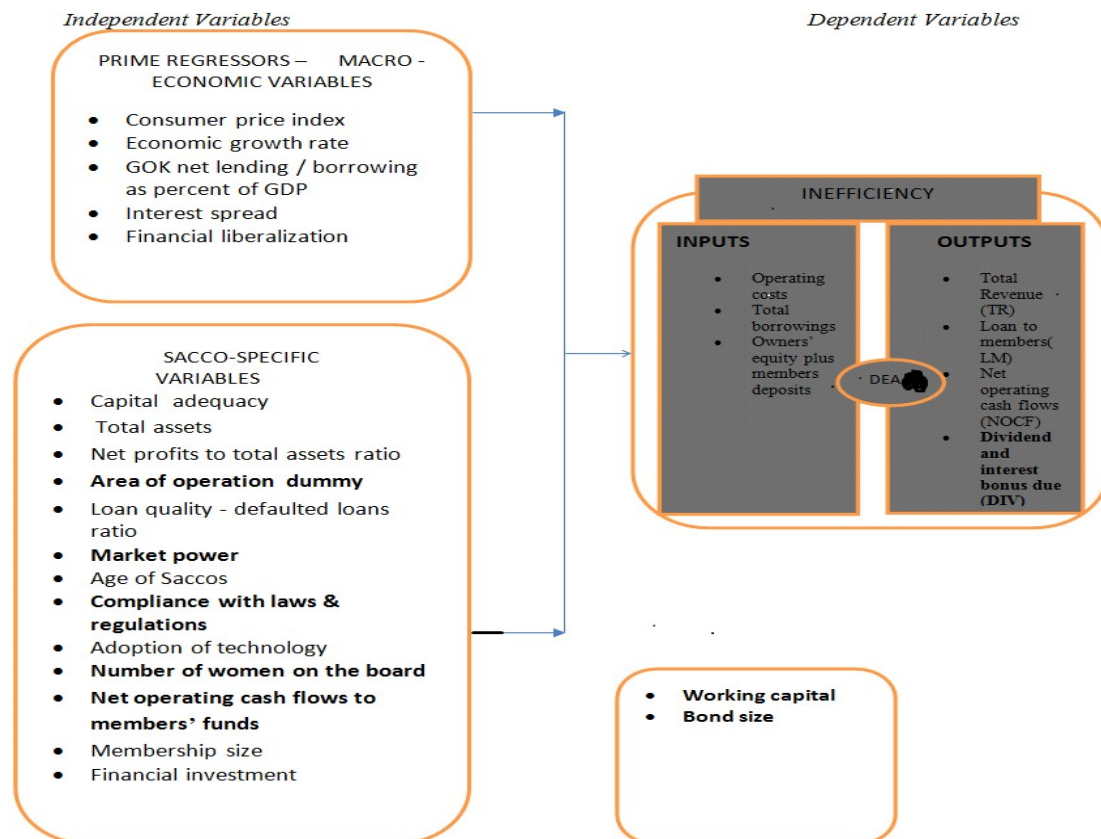 Independent Variables
Dependent Variables
PRIME REGRESSORS – MACRO -
ECONOMIC VARIABLES
• Consumer price index
• Economic growth rate
• GOK net lending / borrowing
as percent of GDP
• Interest spread
• Financial liberalization
SACCO-SPECIFIC
VARIABLES
• Capital adequacy
• Total assets
• Net profits to total assets ratio
• Area of operation dummy
• Loan quality - defaulted loans
ratio
• Market power
• Age of Saccos
• Compliance with laws &
regulations
• Adoption of technology
• Number of women on the board
• Net operating cash flows to
members’ funds
• Membership size
• Financial investment
INEFFICIENCY
INPUTS
• Operating
costs
• Total
borrowings
• Owners’
equity plus
members
deposits
DEA
OUTPUTS
• Total
Revenue
(TR)
• Loan to
members(
LM)
• Net
operating
cash flows
(NOCF)
• Dividend
and
interest
bonus due
(DIV)
• Working capital
• Bond size